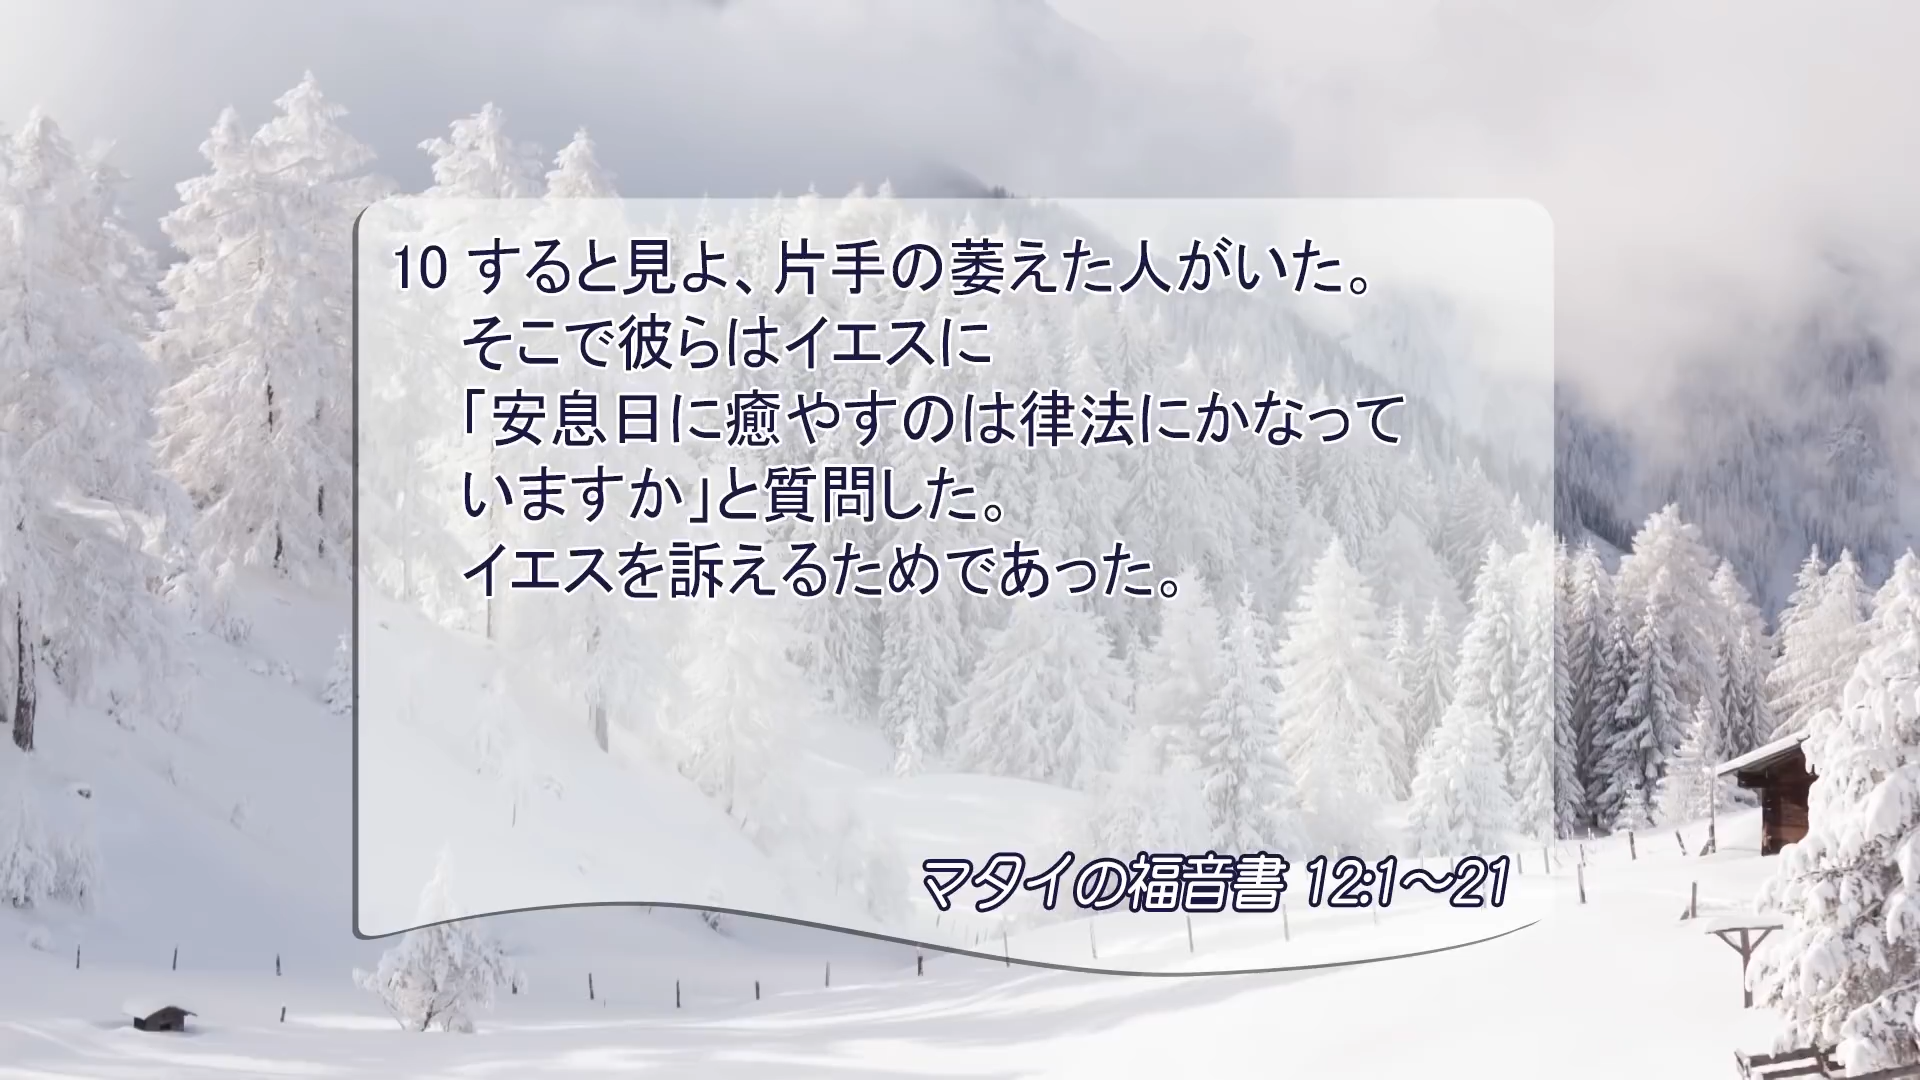 10 すると見よ、片手の萎えた人がいた。
そこで彼らはイエスに
「安息日に癒やすのは律法にかなって
いますか」と質問した。
イエスを訴えるためであった。
マタイの福音書 12:1～21